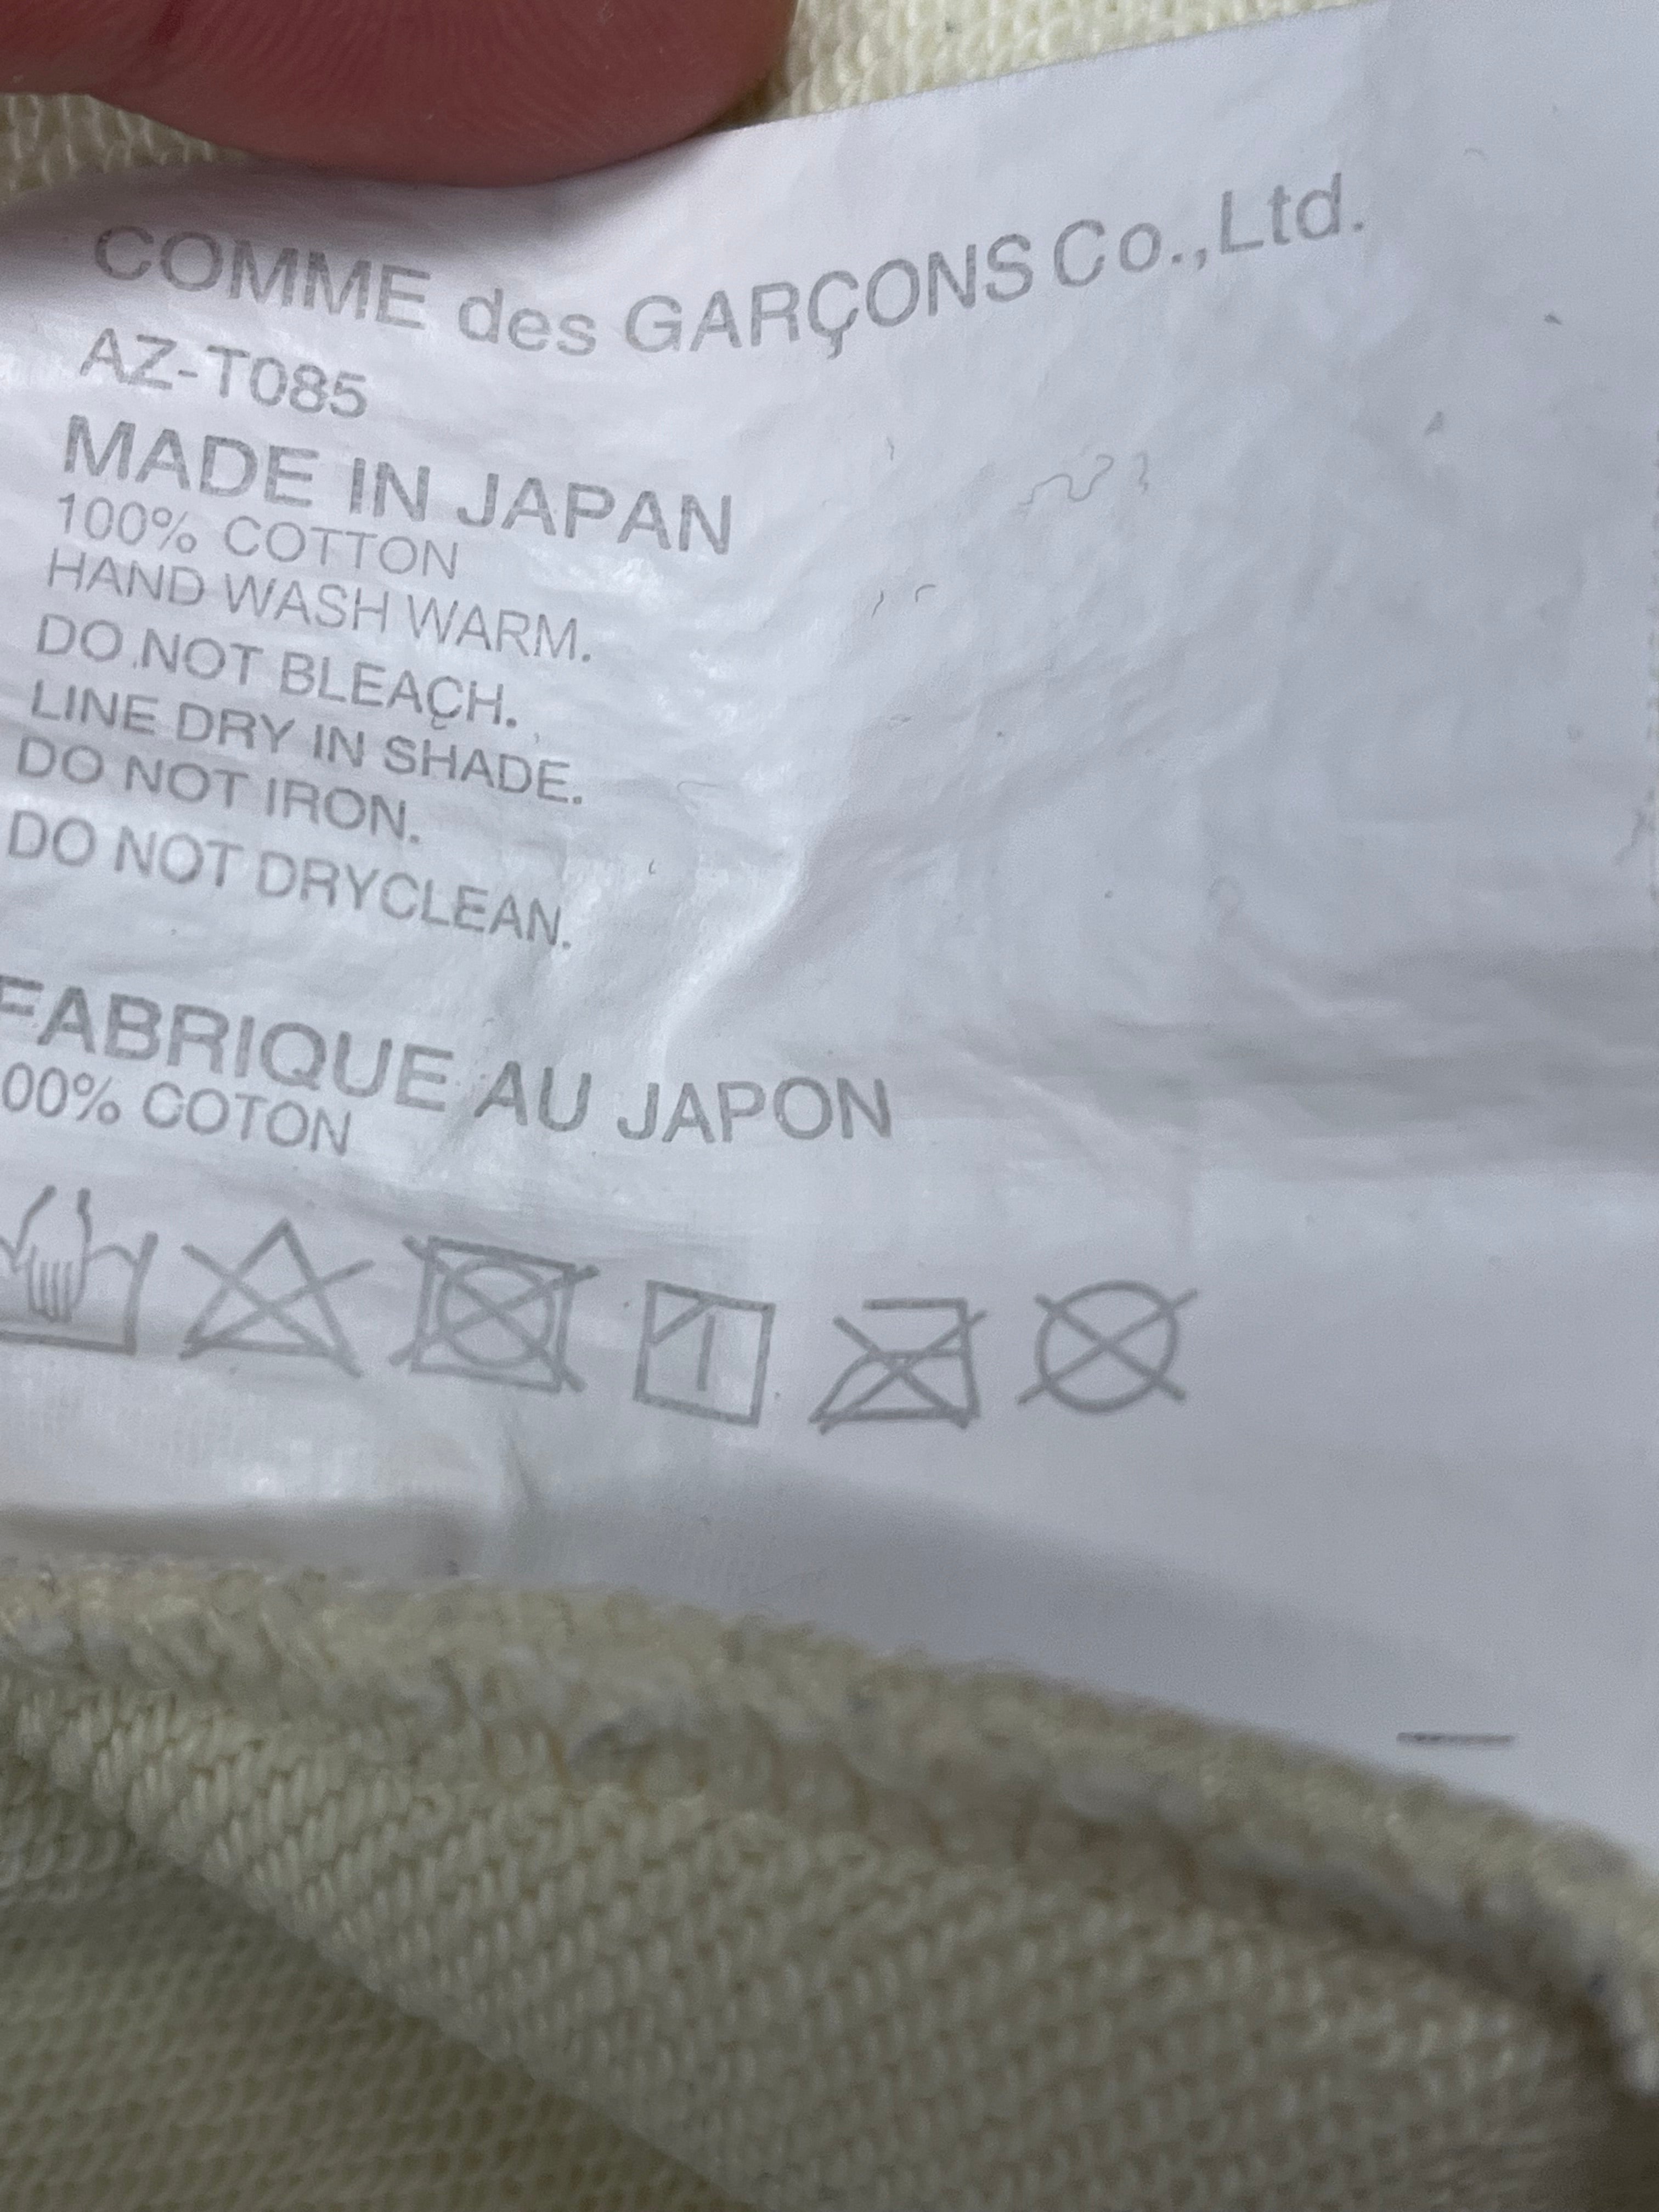 COMME des GARÇONS Co.,Ltd.
AZ-T085
MADE IN JAPAN
100% COTTON
HAND WASH WARM.
DO NOT BLEACH.
LINE DRY IN SHADE.
DO NOT IRON.
DO NOT DRYCLEAN.
FABRIQUE AU JAPON
00% COTON